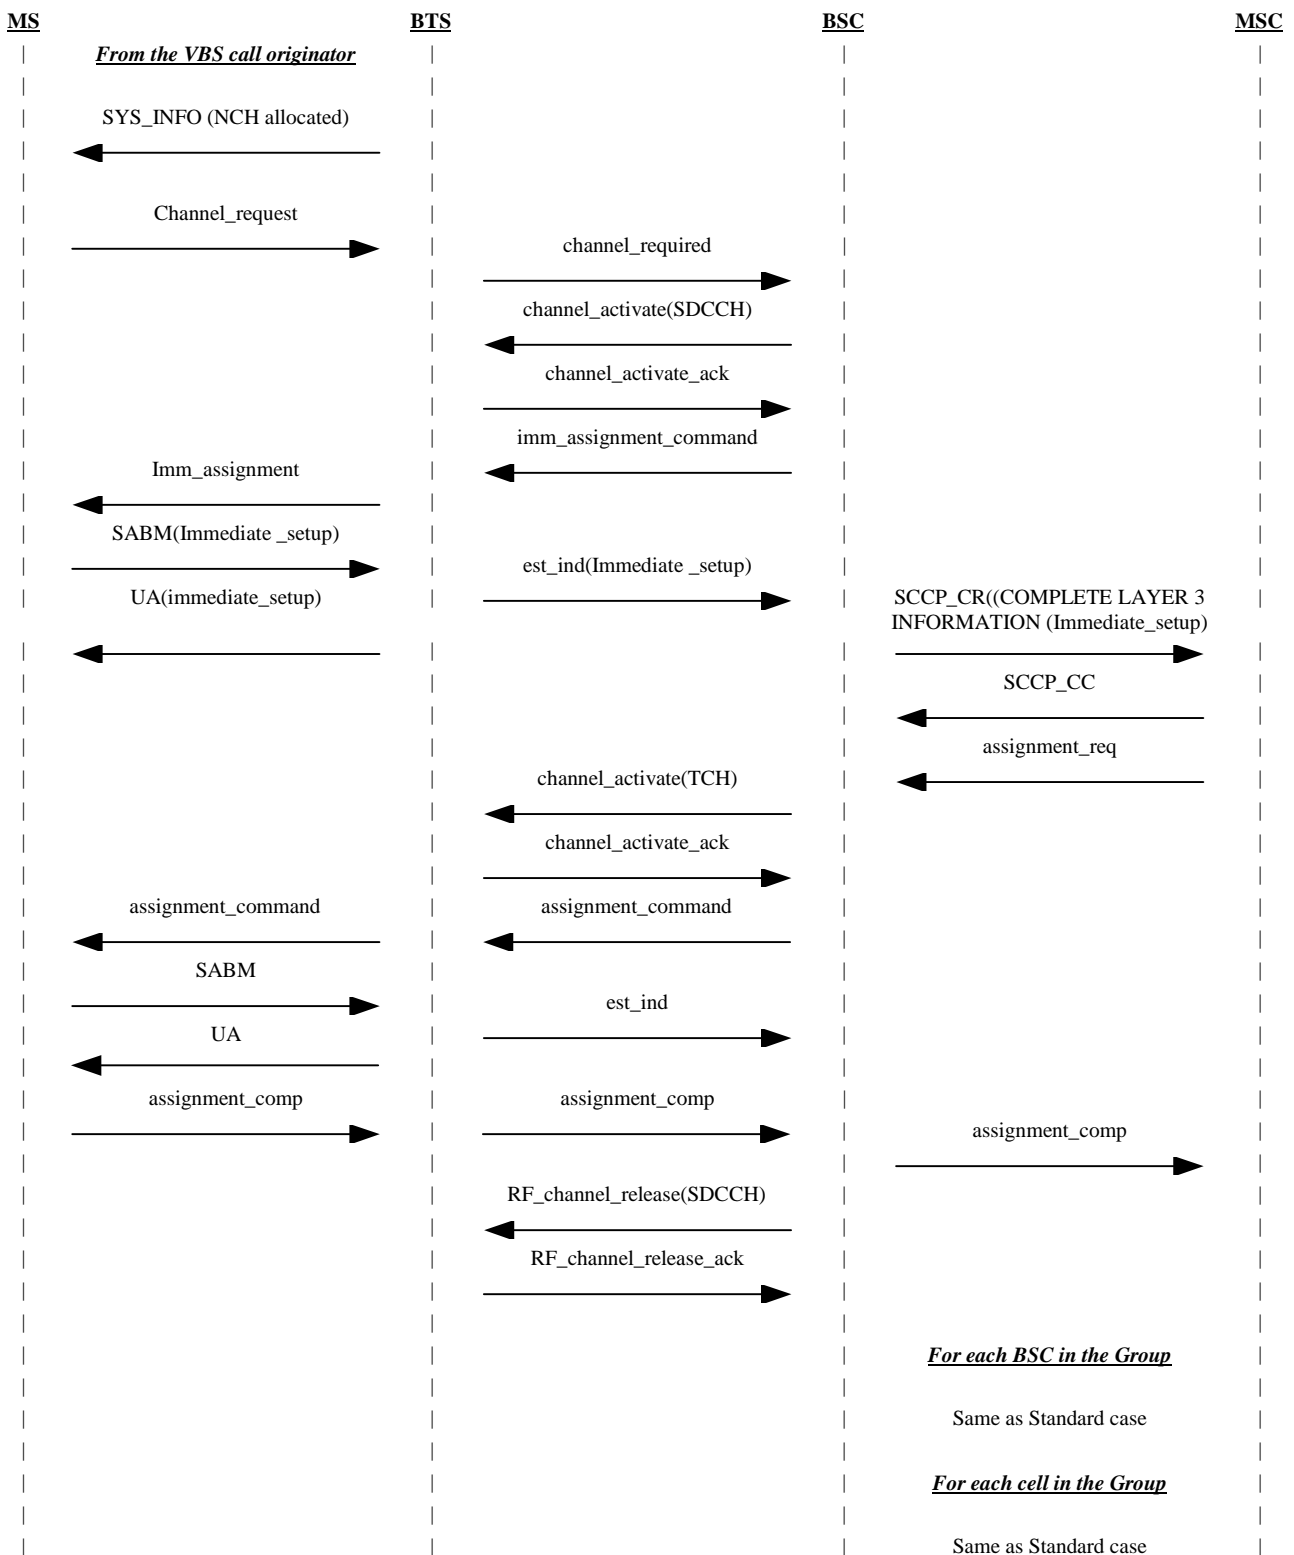 MS BTS BSC MSC
From the VBS call originator
SYS_INFO (NCH allocated)
Channel_request
channel_required
channel_activate(SDCCH)
channel_activate_ack
imm_assignment_command
Imm_assignment
SABM(Immediate _setup)
est_ind(Immediate _setup)
UA(immediate_setup)
SCCP_CR((COMPLETE LAYER 3
INFORMATION (Immediate_setup)
SCCP_CC
assignment_req
channel_activate(TCH)
channel_activate_ack
assignment_command assignment_command
SABM
est_ind
UA
assignment_comp assignment_comp
assignment_comp
RF_channel_release(SDCCH)
RF_channel_release_ack
For each BSC in the Group
Same as Standard case
For each cell in the Group
Same as Standard case